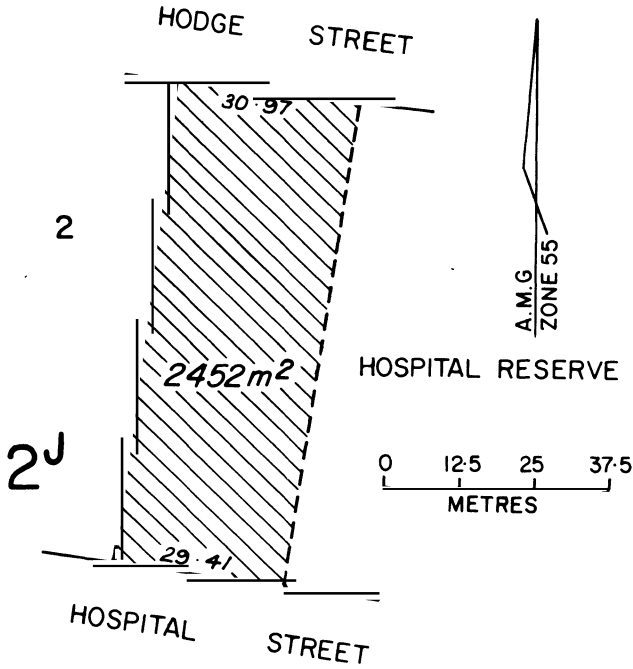 HODGE STREET
30·97
2
A.M.G
ZONE 55
2452m²
HOSPITAL RESERVE
2J
0 12·5 25 37·5
METRES
29·41
HOSPITAL STREET